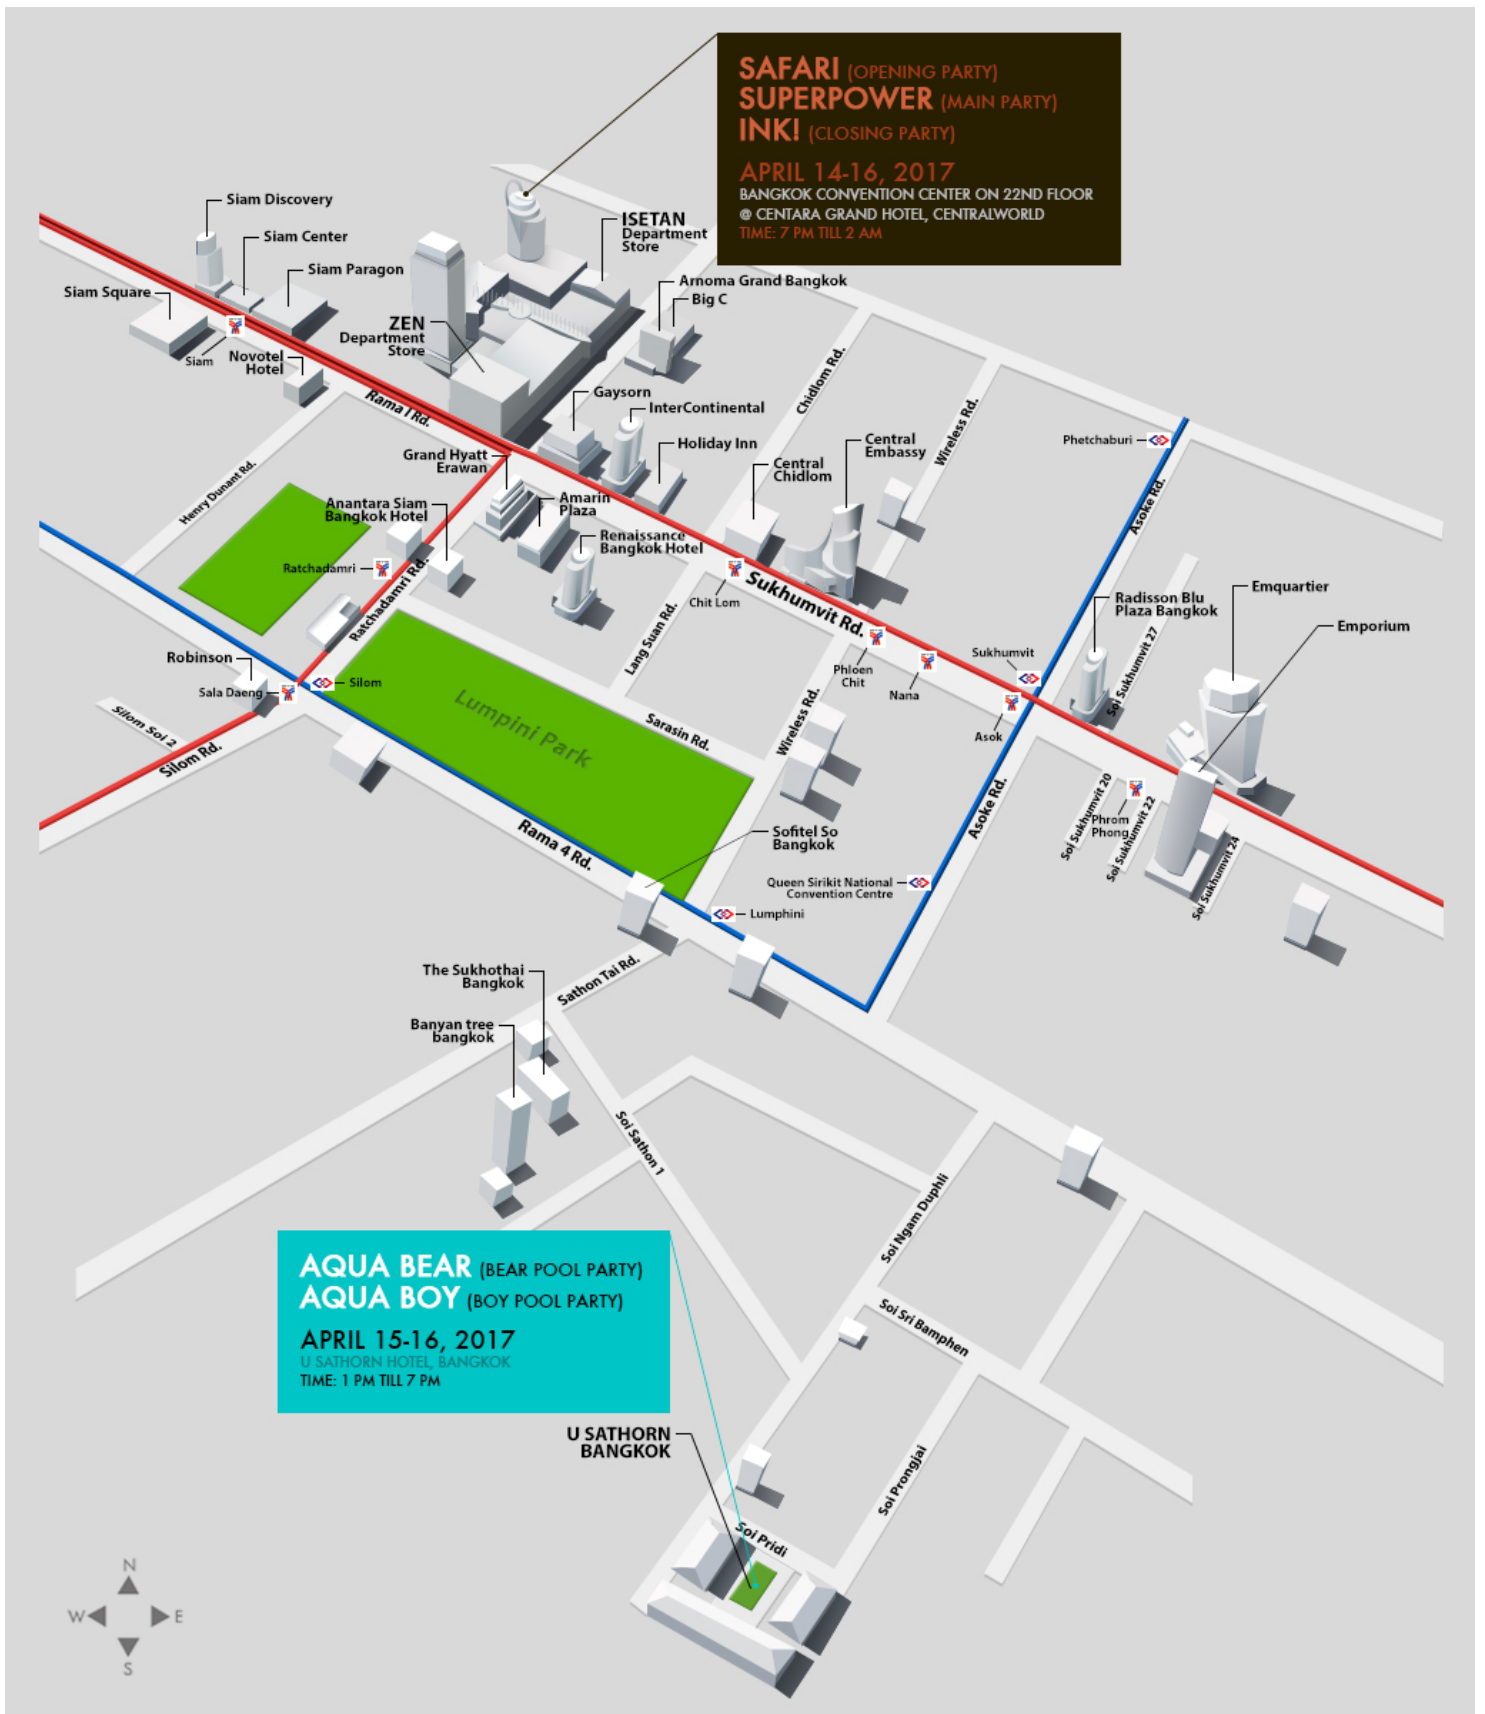 SAFARI (OPENING PARTY)
SUPERPOWER (MAIN PARTY)
INK! (CLOSING PARTY)
APRIL 14-16, 2017
BANGKOK CONVENTION CENTER ON 22ND FLOOR
@ CENTARA GRAND HOTEL, CENTRALWORLD
TIME: 7 PM TILL 2 AM
Siam Discovery
Siam Center
Siam Paragon
Siam Square
Siam
Novotel
Hotel
ZEN
Department
Store
ISETAN
Department
Store
Arnoma Grand Bangkok
Big C
Gaysorn
InterContinental
Holiday Inn
Rama I Rd.
Grand Hyatt
Erawan
Henry Dunant Rd.
Anantara Siam
Bangkok Hotel
Amarin
Plaza
Renaissance
Bangkok Hotel
Central
Chidlom
Central
Embassy
Chidlom Rd.
Wireless Rd.
Phetchaburi
Asoke Rd.
Ratchadamri
Ratchadamri Rd.
Chit Lom
Sukhumvit Rd.
Lang Suan Rd.
Phloen
Chit
Nana
Sukhumvit
Asok
Radisson Blu
Plaza Bangkok
Soi Sukhumvit 27
Emquartier
Emporium
Robinson
Sala Daeng
Silom
Silom Soi 2
Silom Rd.
Lumpini Park
Sarasin Rd.
Wireless Rd.
Asoke Rd.
Soi Sukhumvit 20
Phrom
Phong
Soi Sukhumvit 22
Soi Sukhumvit 24
Rama 4 Rd.
Sofitel So
Bangkok
Queen Sirikit National
Convention Centre
Lumphini
Sathon Tai Rd.
The Sukhothai
Bangkok
Banyan tree
bangkok
Soi Sathon 1
Soi Ngam Duphli
Soi Sri Bamphen
AQUA BEAR (BEAR POOL PARTY)
AQUA BOY (BOY POOL PARTY)
APRIL 15-16, 2017
U SATHORN HOTEL, BANGKOK
TIME: 1 PM TILL 7 PM
U SATHORN
BANGKOK
Soi Prongjai
Soi Pridi
N
W
E
S